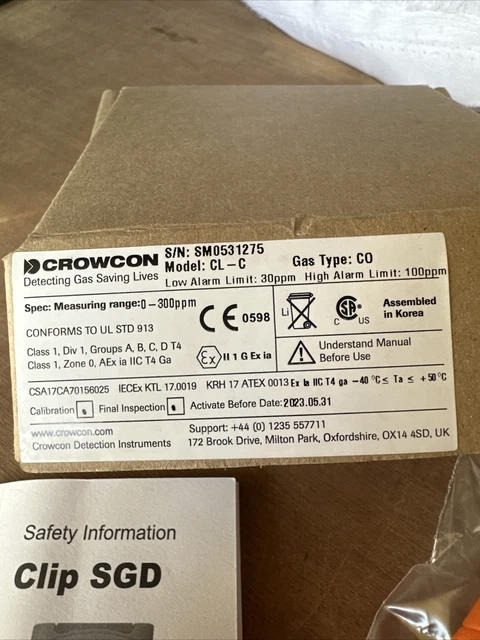 CROWCON
Detecting Gas Saving Lives
S/N: SM0531275
Model: CL-C Gas Type: CO
Low Alarm Limit: 30ppm High Alarm Limit: 100ppm
Spec: Measuring range:0-300ppm
CONFORMS TO UL STD 913
Class 1, Div 1, Groups A, B, C, D T4
Class 1, Zone 0, AEx ia IIC T4 Ga
CE 0598
Ex II 1 G Ex ia
Li
CSA
C US
Assembled
in Korea
Understand Manual
Before Use
CSA17CA70156025 IECEx KTL 17.0019 KRH 17 ATEX 0013 Ex Ia IIC T4 ga -40 °C ≤ Ta ≤ +50°C
Calibration Final Inspection Activate Before Date: 2023.05.31
www.crowcon.com
Crowcon Detection Instruments
Support: +44 (0) 1235 557711
172 Brook Drive, Milton Park, Oxfordshire, OX14 4SD, UK
Safety Information
Clip SGD